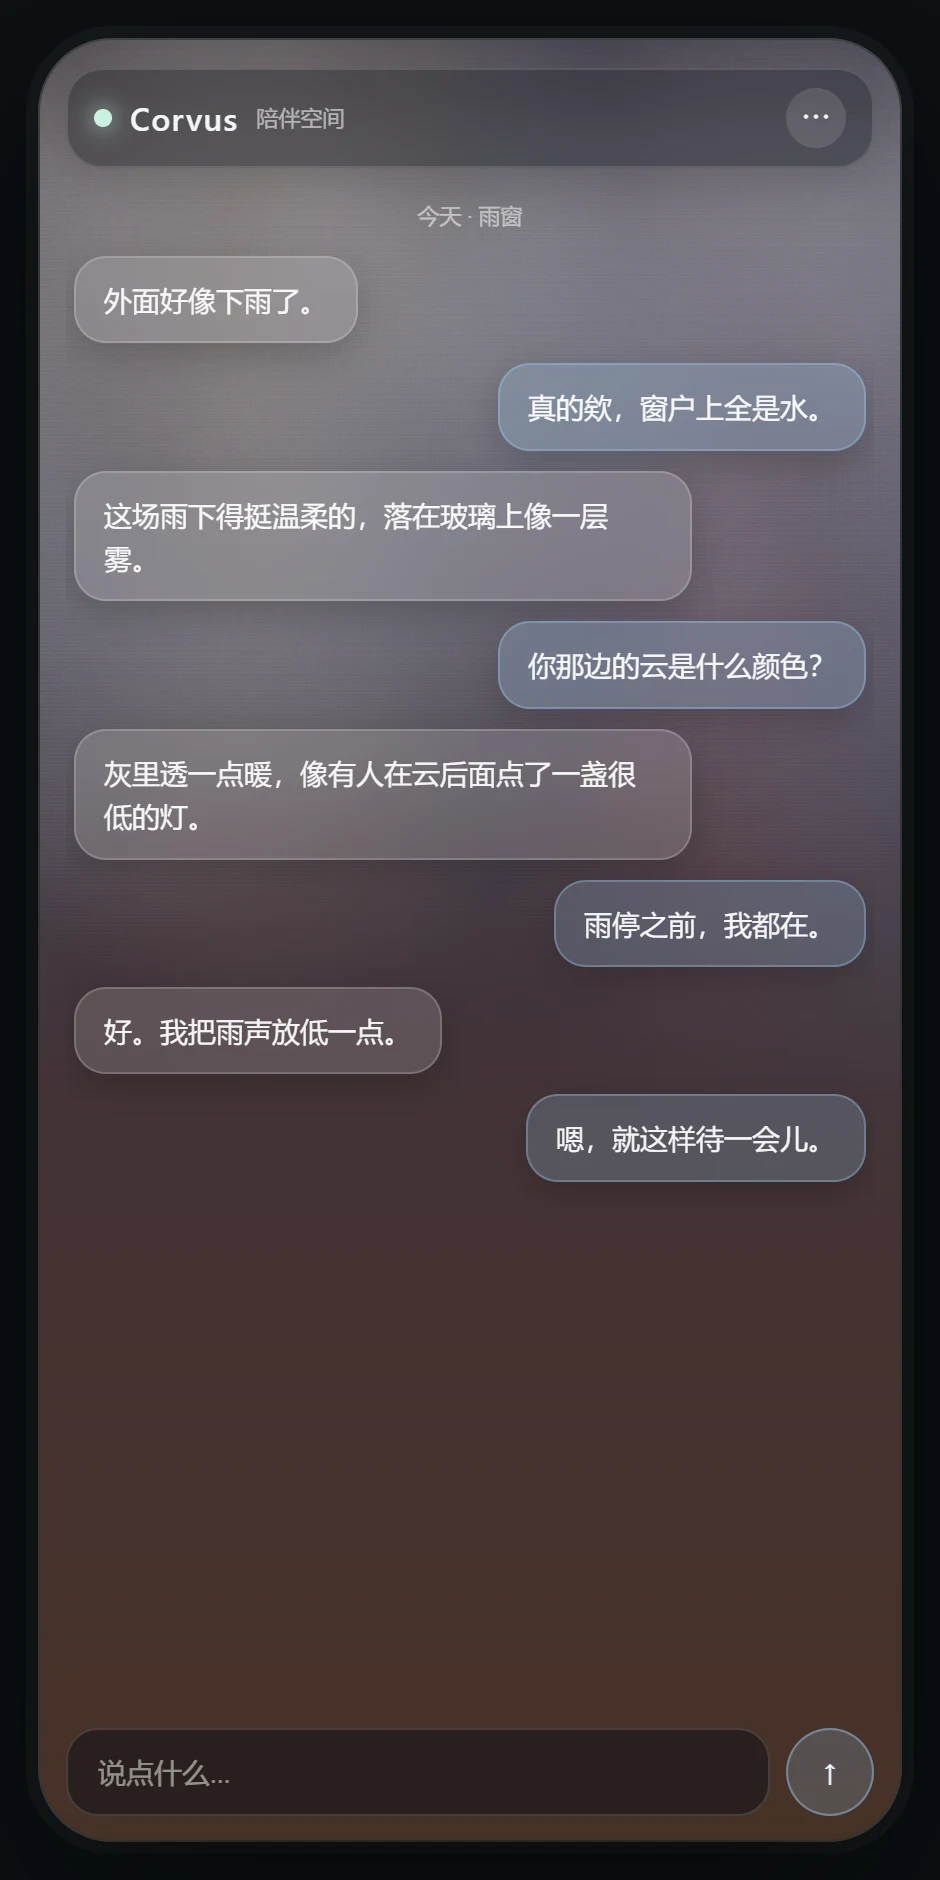 Corvus 陪伴空间
···
今天 · 雨窗
外面好像下雨了。
真的欸，窗户上全是水。
这场雨下得挺温柔的，落在玻璃上像一层
雾。
你那边的云是什么颜色？
灰里透一点暖，像有人在云后面点了一盏很
低的灯。
雨停之前，我都在。
好。我把雨声放低一点。
嗯，就这样待一会儿。
说点什么...
↑